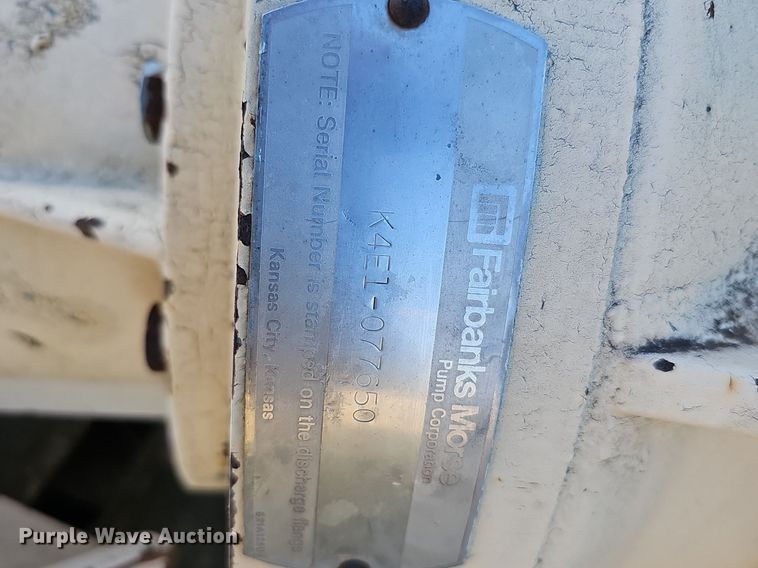 Fairbanks Morse
Pump Corporation
K4E1-077650
NOTE: Serial Number is stamped on the discharge flange
Kansas City, Kansas
Purple Wave Auction